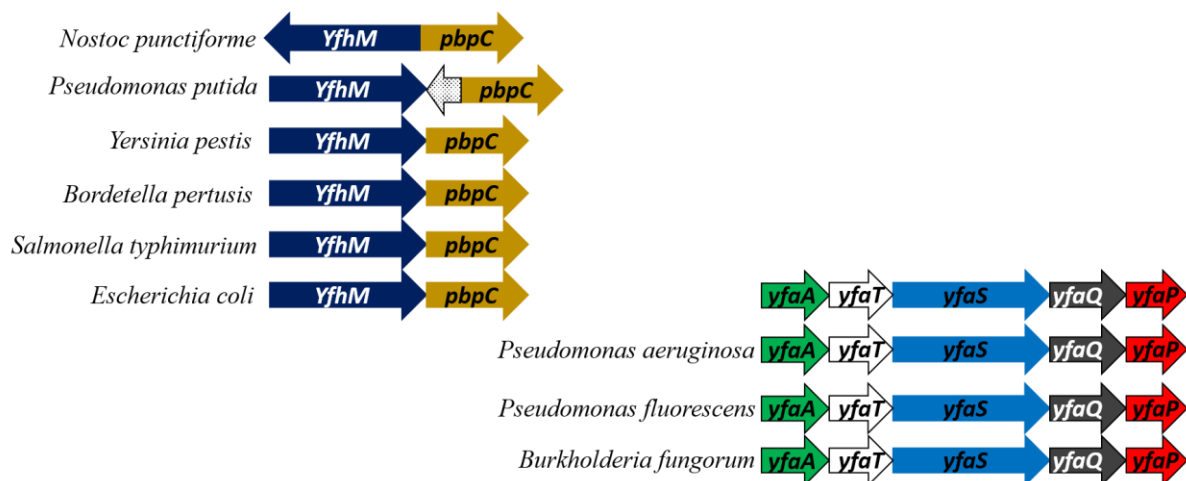 Nostoc punctiforme YfhM pbpC
Pseudomonas putida YfhM pbpC
Yersinia pestis YfhM pbpC
Bordetella pertusis YfhM pbpC
Salmonella typhimurium YfhM pbpC
Escherichia coli YfhM pbpC yfaA yfaT yfaS yfaQ yfaP
Pseudomonas aeruginosa yfaA yfaT yfaS yfaQ yfaP
Pseudomonas fluorescens yfaA yfaT yfaS yfaQ yfaP
Burkholderia fungorum yfaA yfaT yfaS yfaQ yfaP